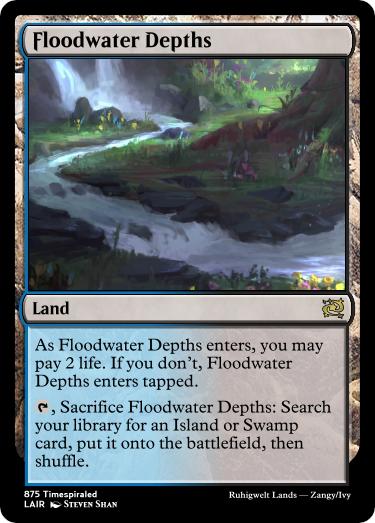 Floodwater Depths
Land
As Floodwater Depths enters, you may
pay 2 life. If you don't, Floodwater
Depths enters tapped.
, Sacrifice Floodwater Depths: Search
your library for an Island or Swamp
card, put it onto the battlefield, then
shuffle.
875 Timespiraled
LAIR Steven Shan
Ruhigwelt Lands — Zangy/Ivy